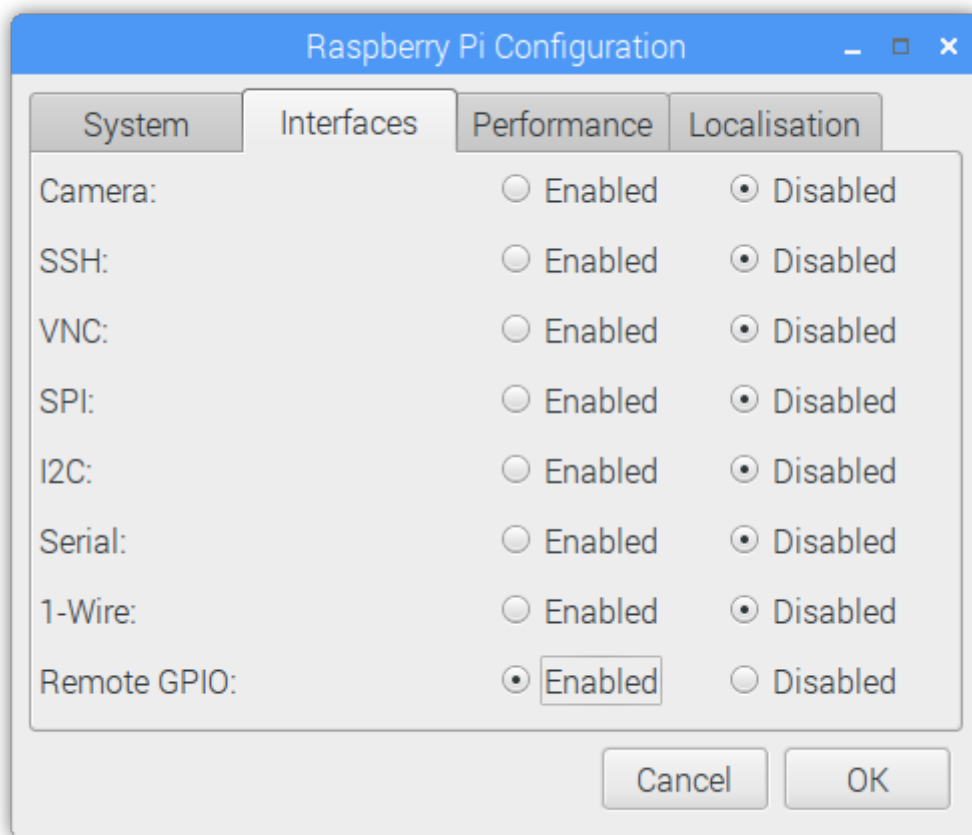 Raspberry Pi Configuration
System Interfaces Performance Localisation
Camera: Enabled Disabled
SSH: Enabled Disabled
VNC: Enabled Disabled
SPI: Enabled Disabled
I2C: Enabled Disabled
Serial: Enabled Disabled
1-Wire: Enabled Disabled
Remote GPIO: Enabled Disabled
Cancel OK